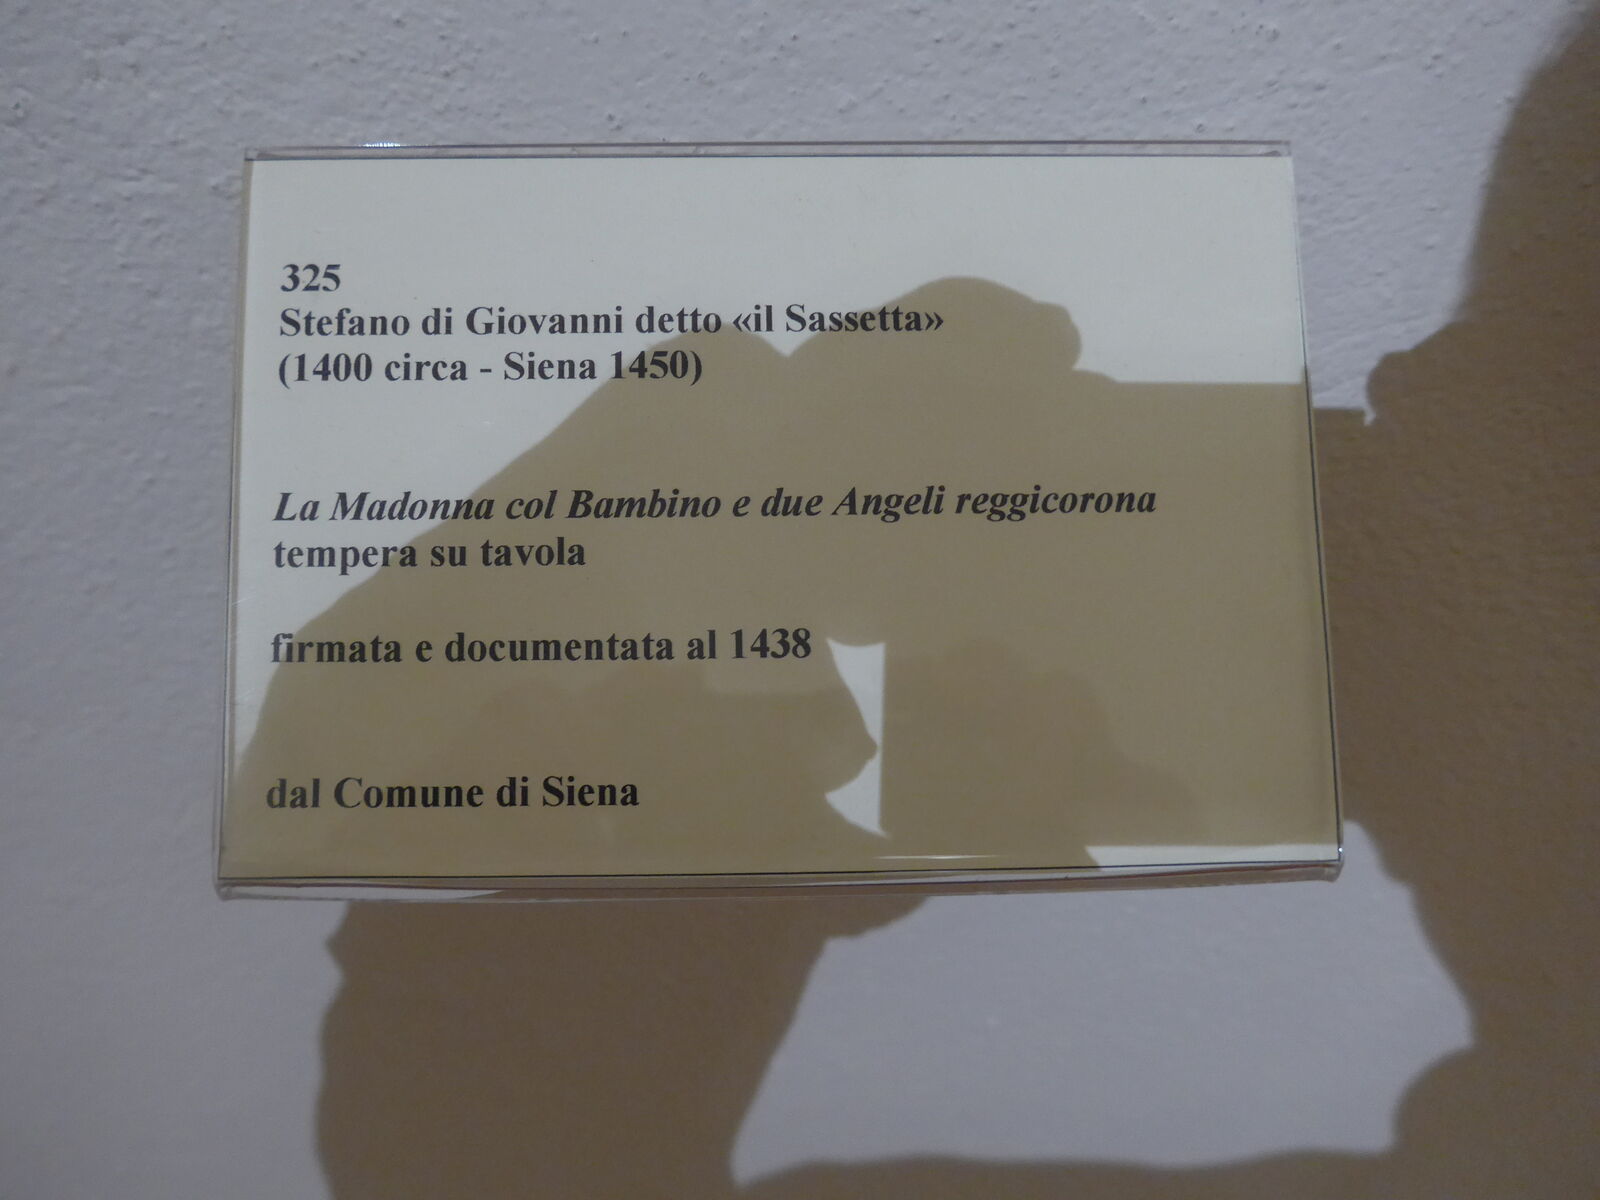 325
Stefano di Giovanni detto «il Sassetta»
(1400 circa - Siena 1450)
La Madonna col Bambino e due Angeli reggicorona
tempera su tavola
firmata e documentata al 1438
dal Comune di Siena